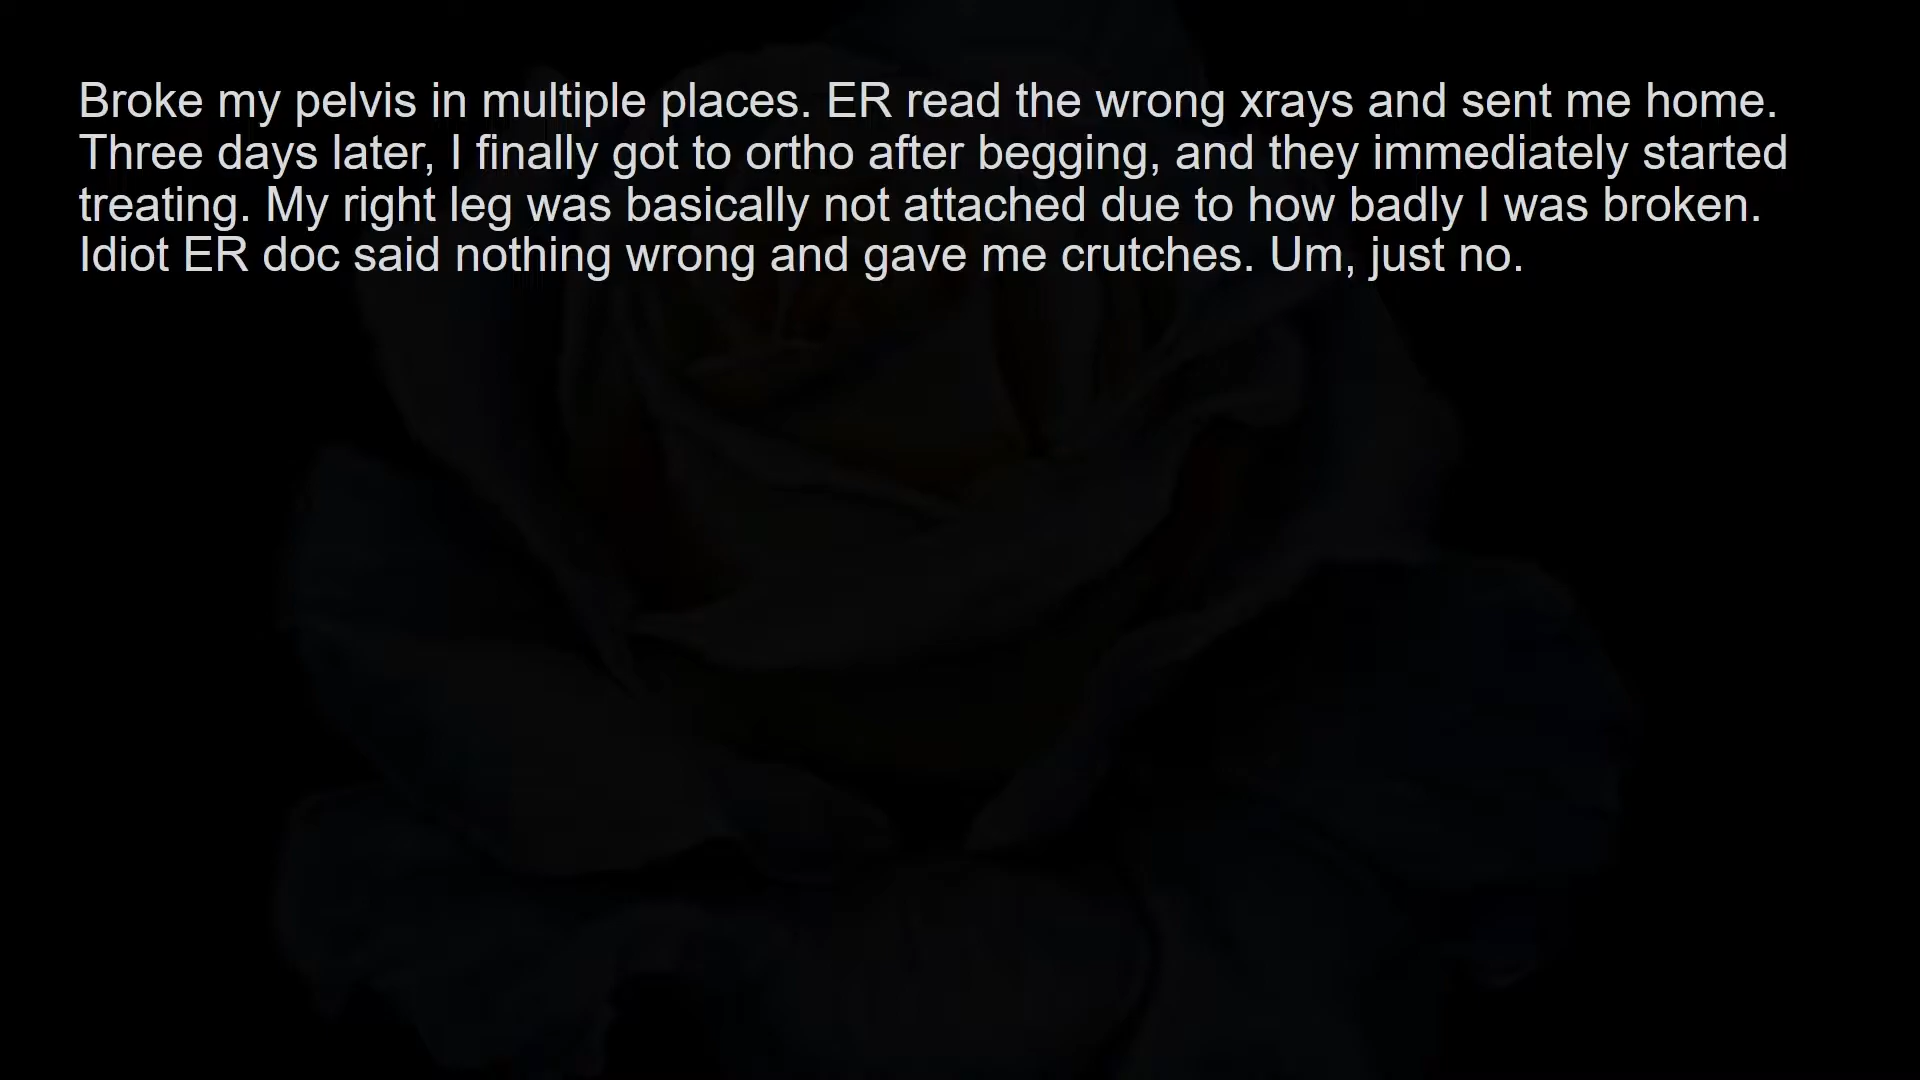 Broke my pelvis in multiple places. ER read the wrong xrays and sent me home.
Three days later, I finally got to ortho after begging, and they immediately started
treating. My right leg was basically not attached due to how badly I was broken.
Idiot ER doc said nothing wrong and gave me crutches. Um, just no.